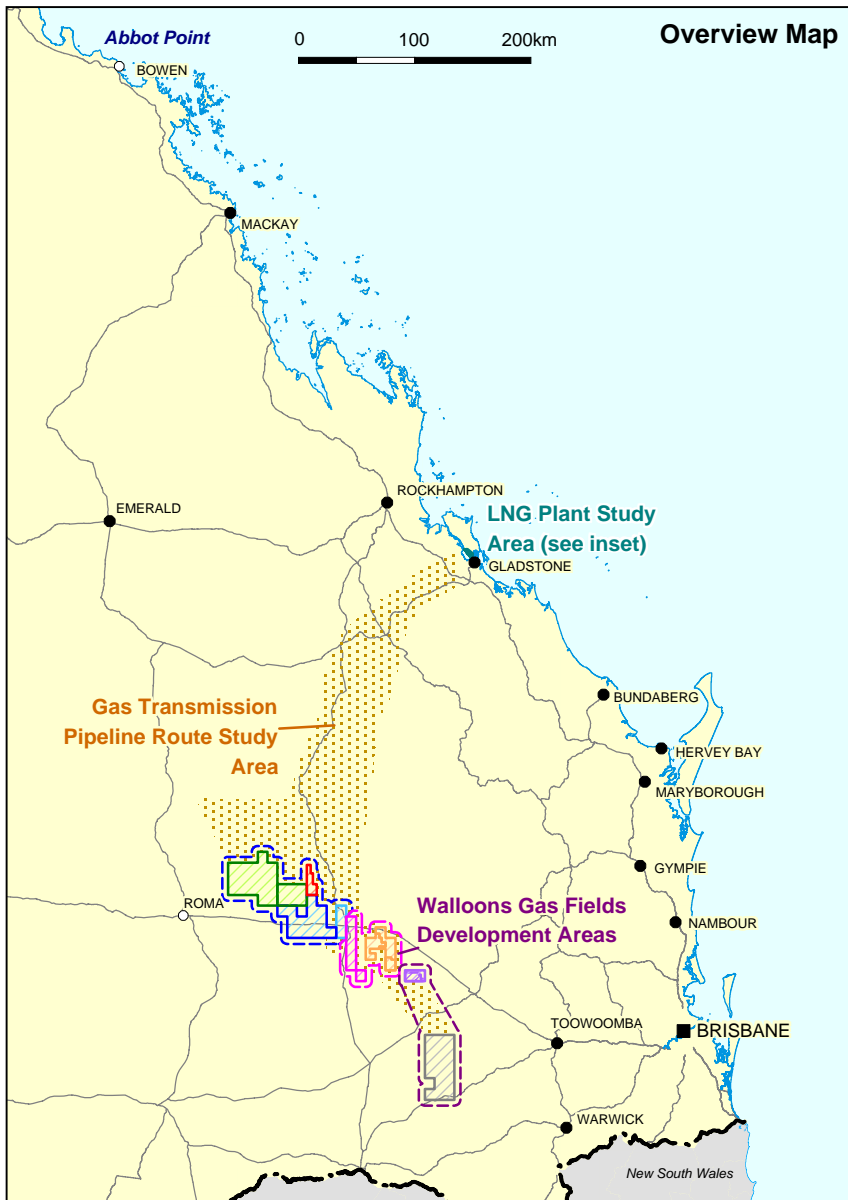 Abbot Point
0 100 200km
Overview Map
BOWEN
MACKAY
ROCKHAMPTON
EMERALD
LNG Plant Study
Area (see inset)
GLADSTONE
Gas Transmission
Pipeline Route Study
Area
BUNDABERG
HERVEY BAY
MARYBOROUGH
GYMPIE
ROMA
Walloons Gas Fields
Development Areas
NAMBOUR
TOOWOOMBA
BRISBANE
WARWICK
New South Wales